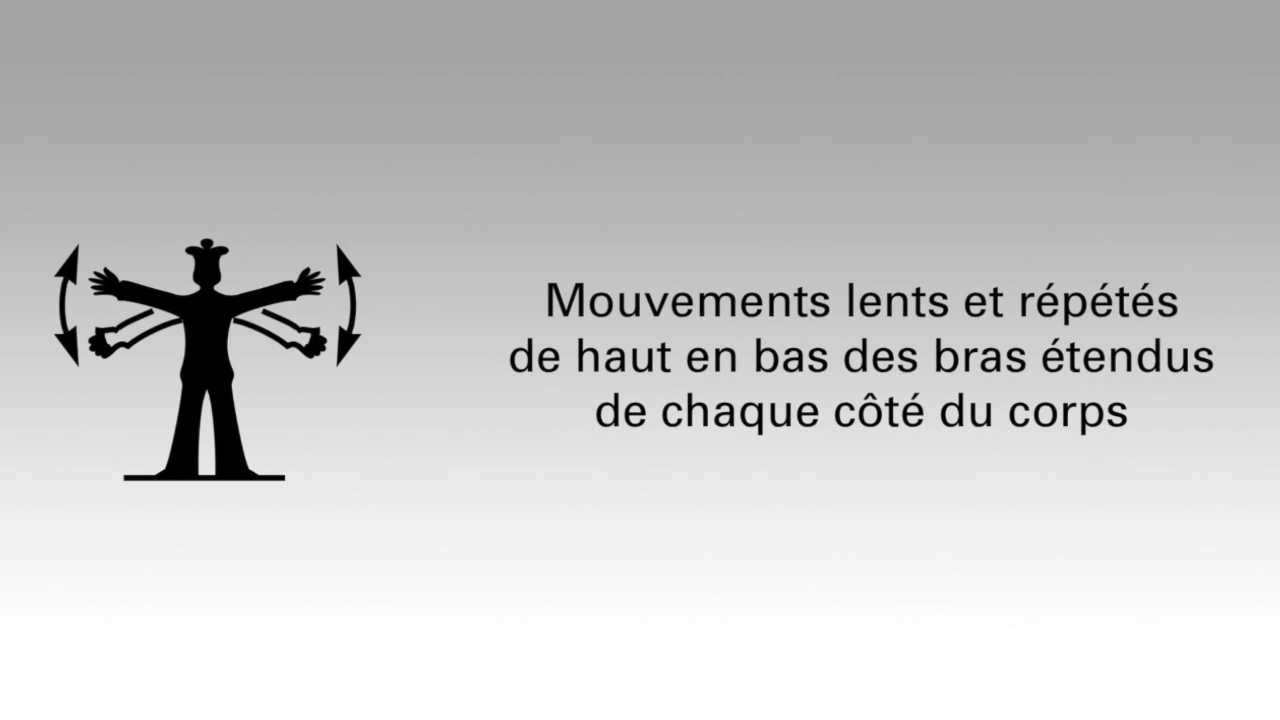 Mouvements lents et répétés
de haut en bas des bras étendus
de chaque côté du corps